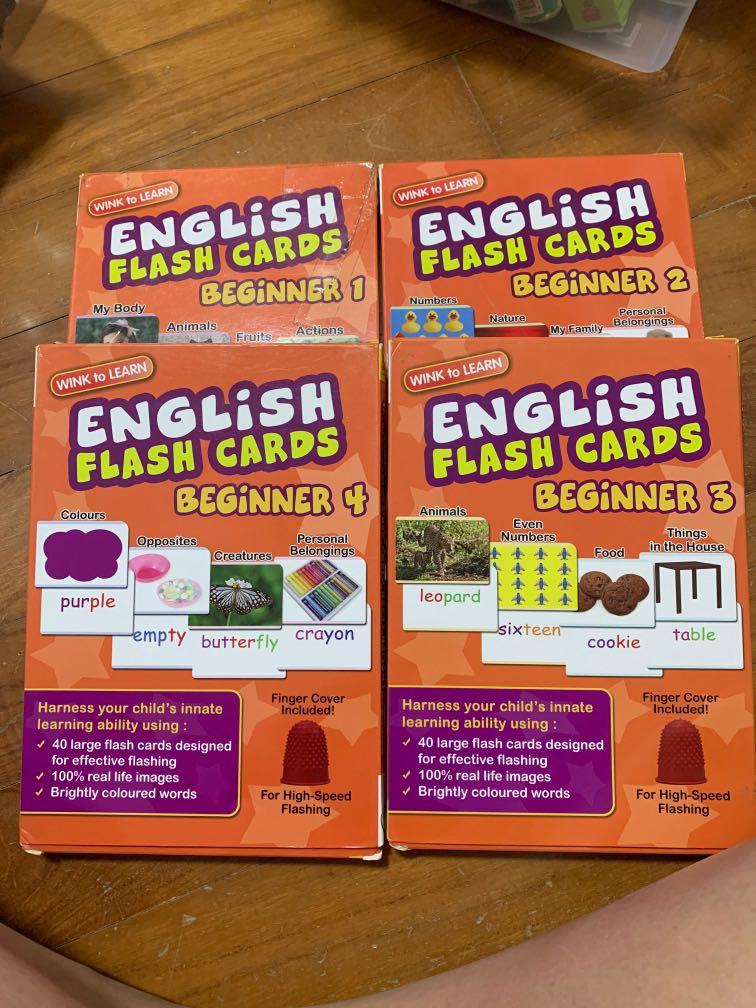 WINK to LEARN
ENGLiSH
FLASH CARDS
BEGiNNER 1
My Body
Animals
Fruits
Actions
WINK to LEARN
ENGLiSH
FLASH CARDS
BEGiNNER 2
Numbers
Nature
My Family
Personal
Belongings
WINK to LEARN
ENGLiSH
FLASH CARDS
BEGiNNER 4
Colours
Opposites
Creatures
Personal
Belongings
purple
empty
butterfly
crayon
Harness your child's innate
learning ability using :
✓ 40 large flash cards designed
for effective flashing
✓ 100% real life images
✓ Brightly coloured words
Finger Cover
Included!
For High-Speed
Flashing
WINK to LEARN
ENGLiSH
FLASH CARDS
BEGiNNER 3
Animals
Even
Numbers
Food
Things
in the House
leopard
sixteen
cookie
table
Harness your child's innate
learning ability using :
✓ 40 large flash cards designed
for effective flashing
✓ 100% real life images
✓ Brightly coloured words
Finger Cover
Included!
For High-Speed
Flashing